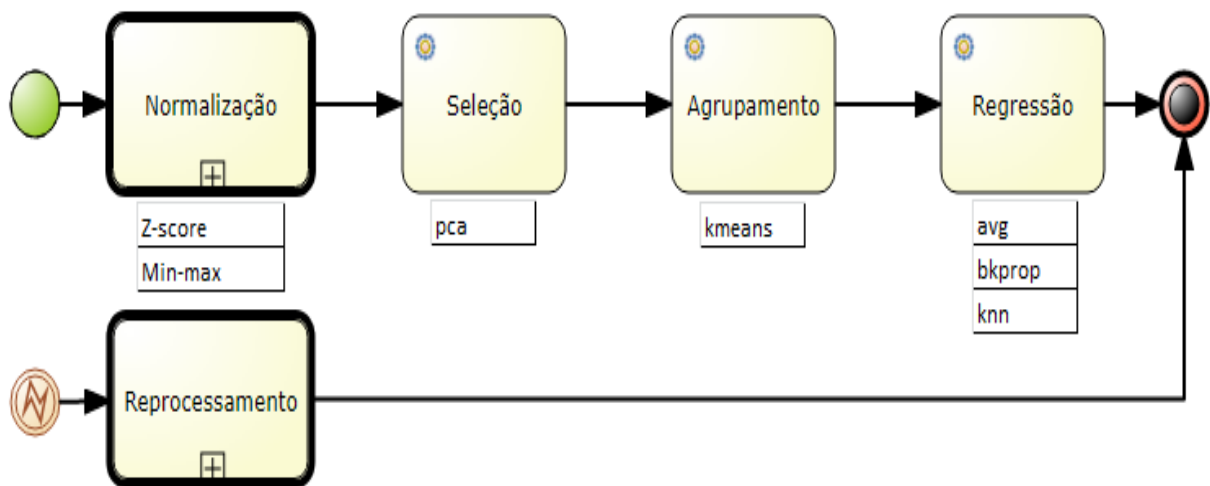 Normalização
Seleção
Agrupamento
Regressão
Z-score
Min-max
pca
kmeans
avg
bkprop
knn
Reprocessamento